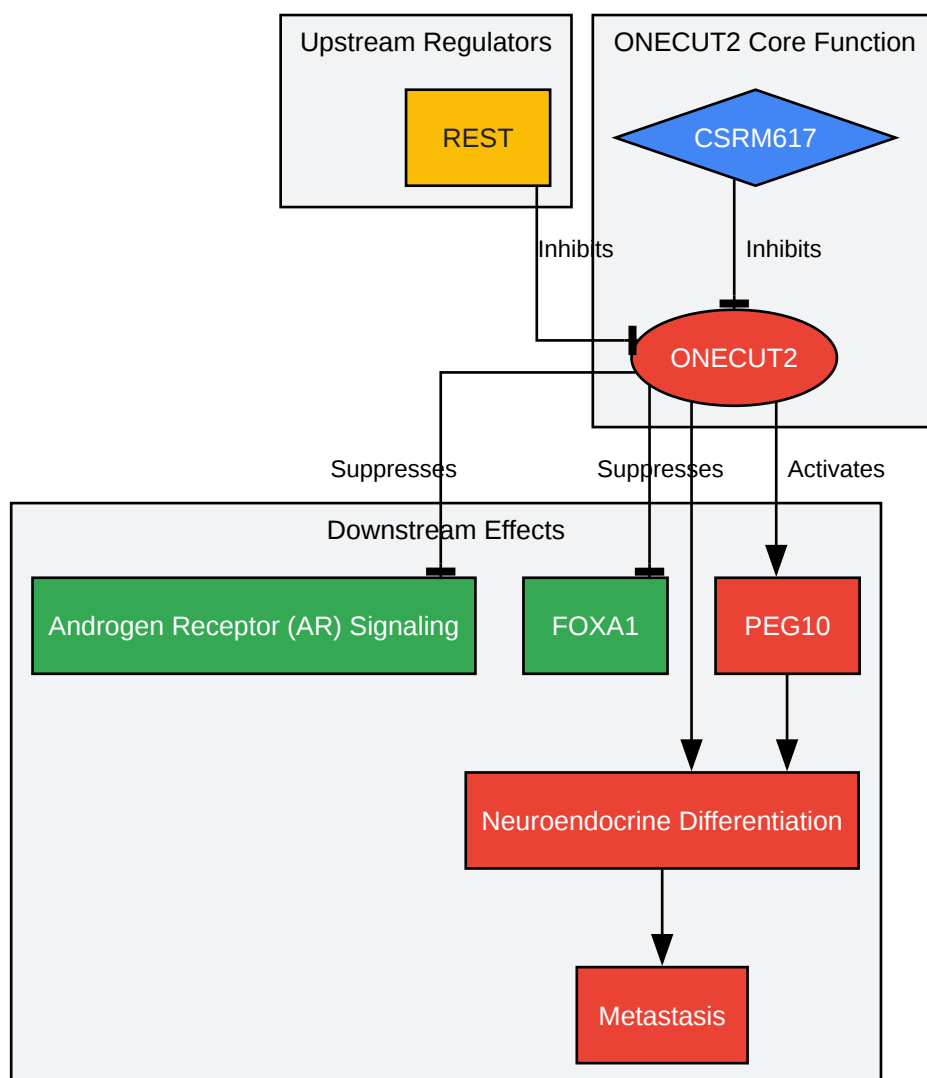 Upstream Regulators
ONECUT2 Core Function
REST
CSRM617
Inhibits
Inhibits
ONECUT2
Suppresses
Suppresses
Activates
Downstream Effects
Androgen Receptor (AR) Signaling
FOXA1
PEG10
Neuroendocrine Differentiation
Metastasis